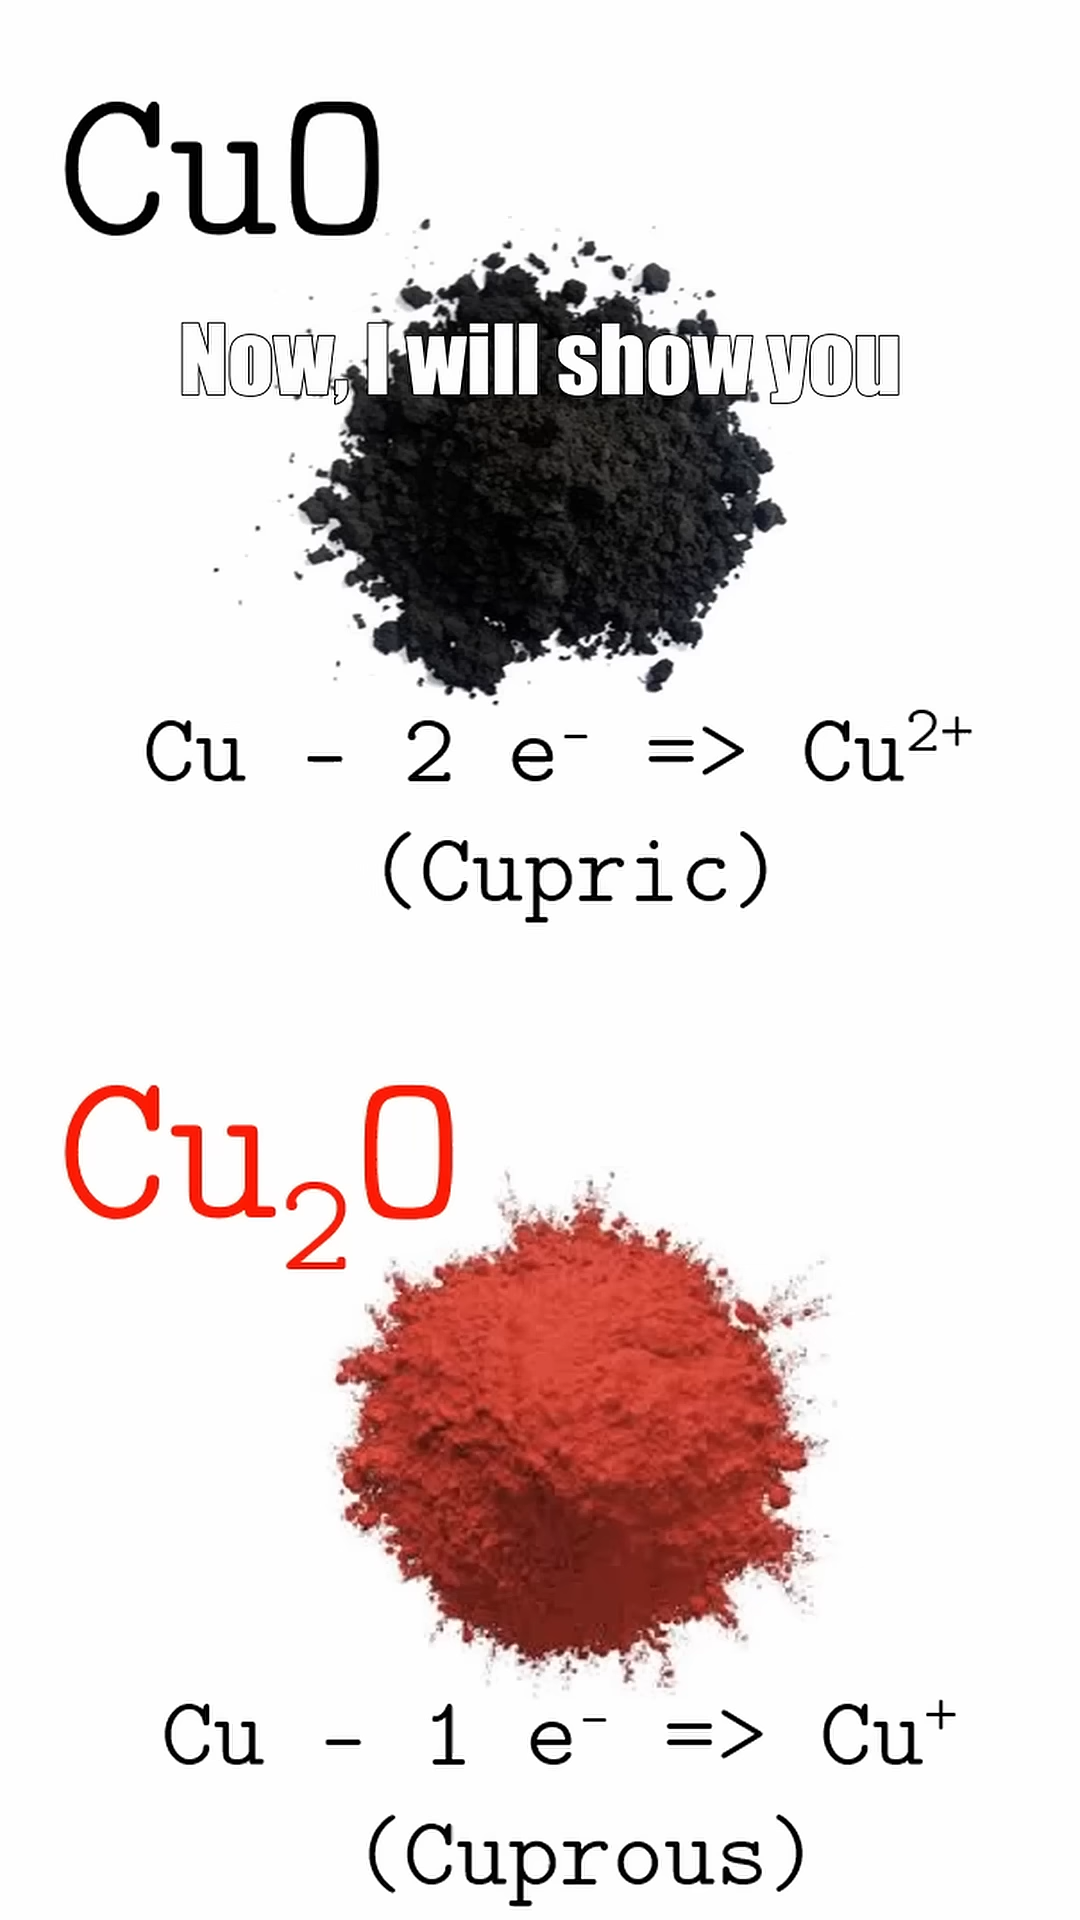 CuO
Now, I will show you
Cu - 2 e⁻ => Cu²⁺
(Cupric)
Cu₂O
Cu - 1 e⁻ => Cu⁺
(Cuprous)